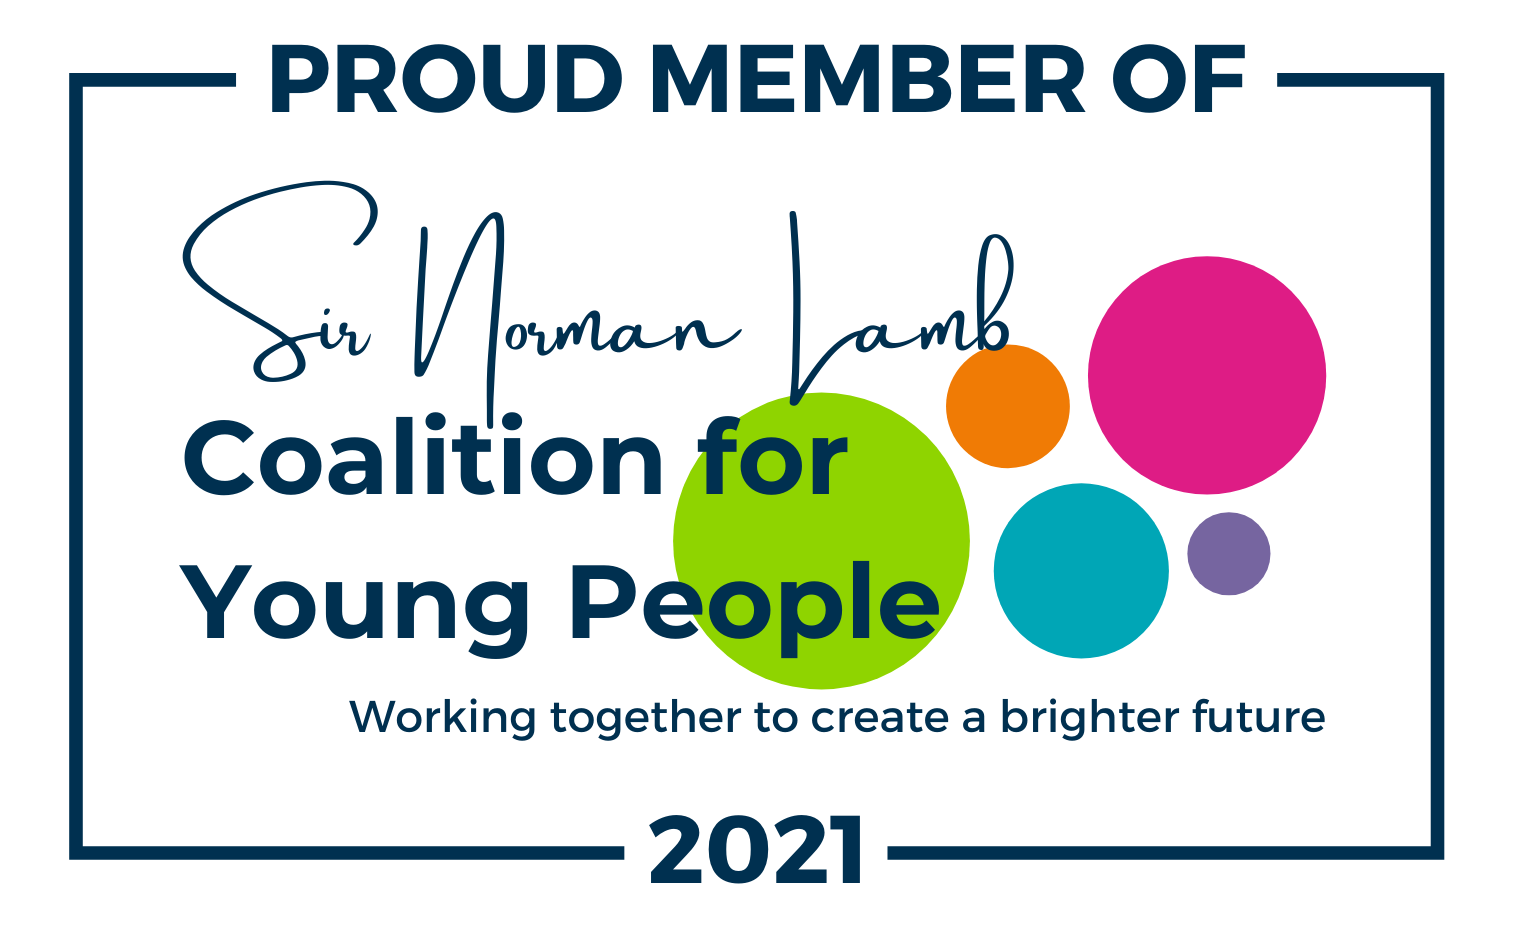 PROUD MEMBER OF
Sir Norman Lamb
Coalition for
Young People
Working together to create a brighter future
2021